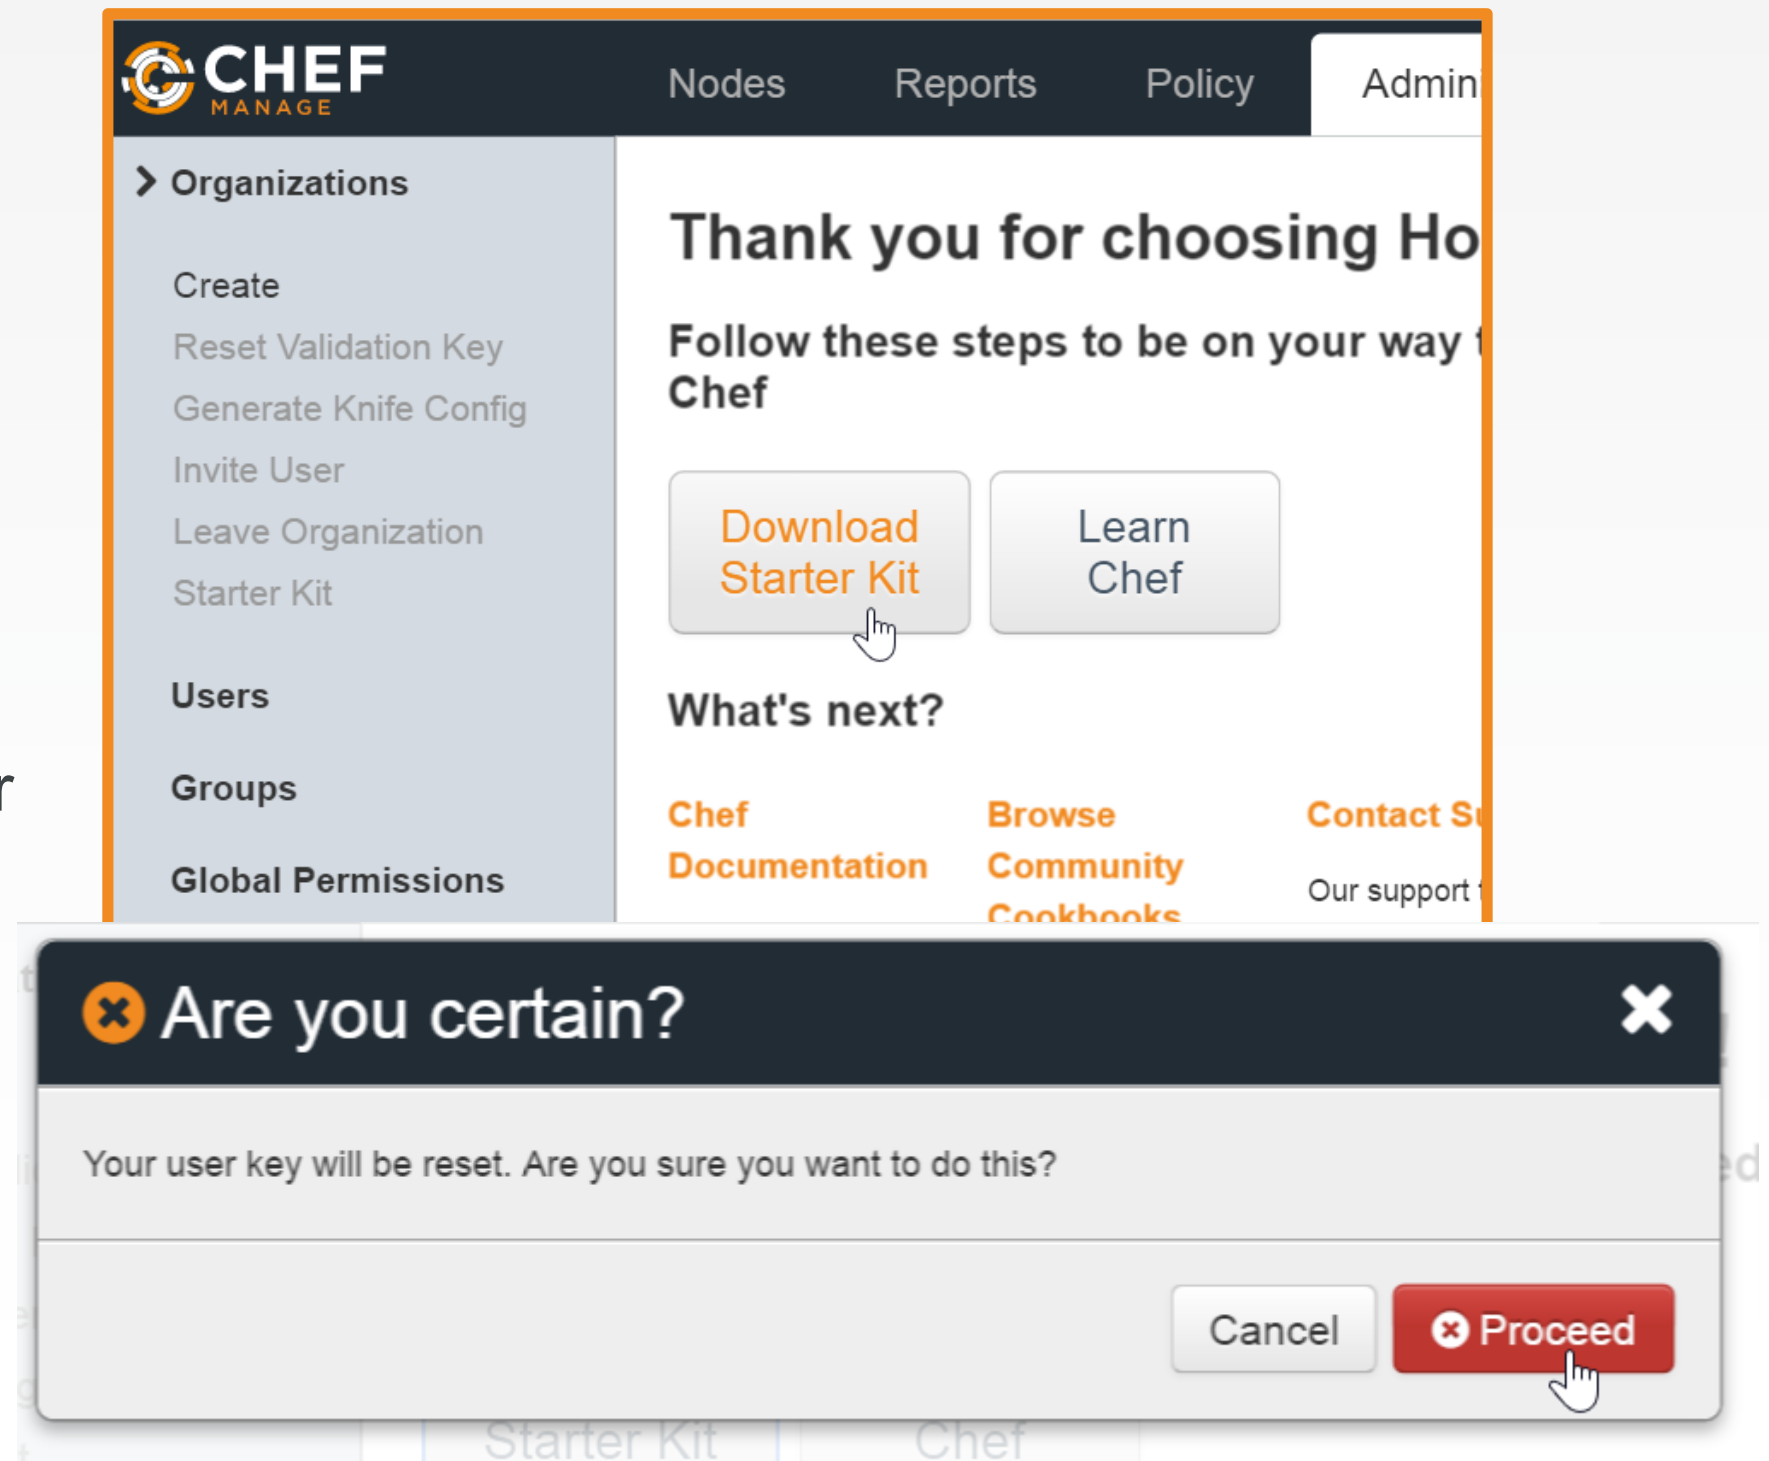 CHEF
MANAGE
Nodes Reports Policy Admini
Organizations
Create
Reset Validation Key
Generate Knife Config
Invite User
Leave Organization
Starter Kit
Users
Groups
Global Permissions
Thank you for choosing Ho
Follow these steps to be on your way t
Chef
Download
Starter Kit
Learn
Chef
What's next?
Chef
Documentation
Browse
Community
Cookbooks
Contact Su
Our support t
r
Are you certain?
Your user key will be reset. Are you sure you want to do this?
Cancel
Proceed
Starter Kit
Chef